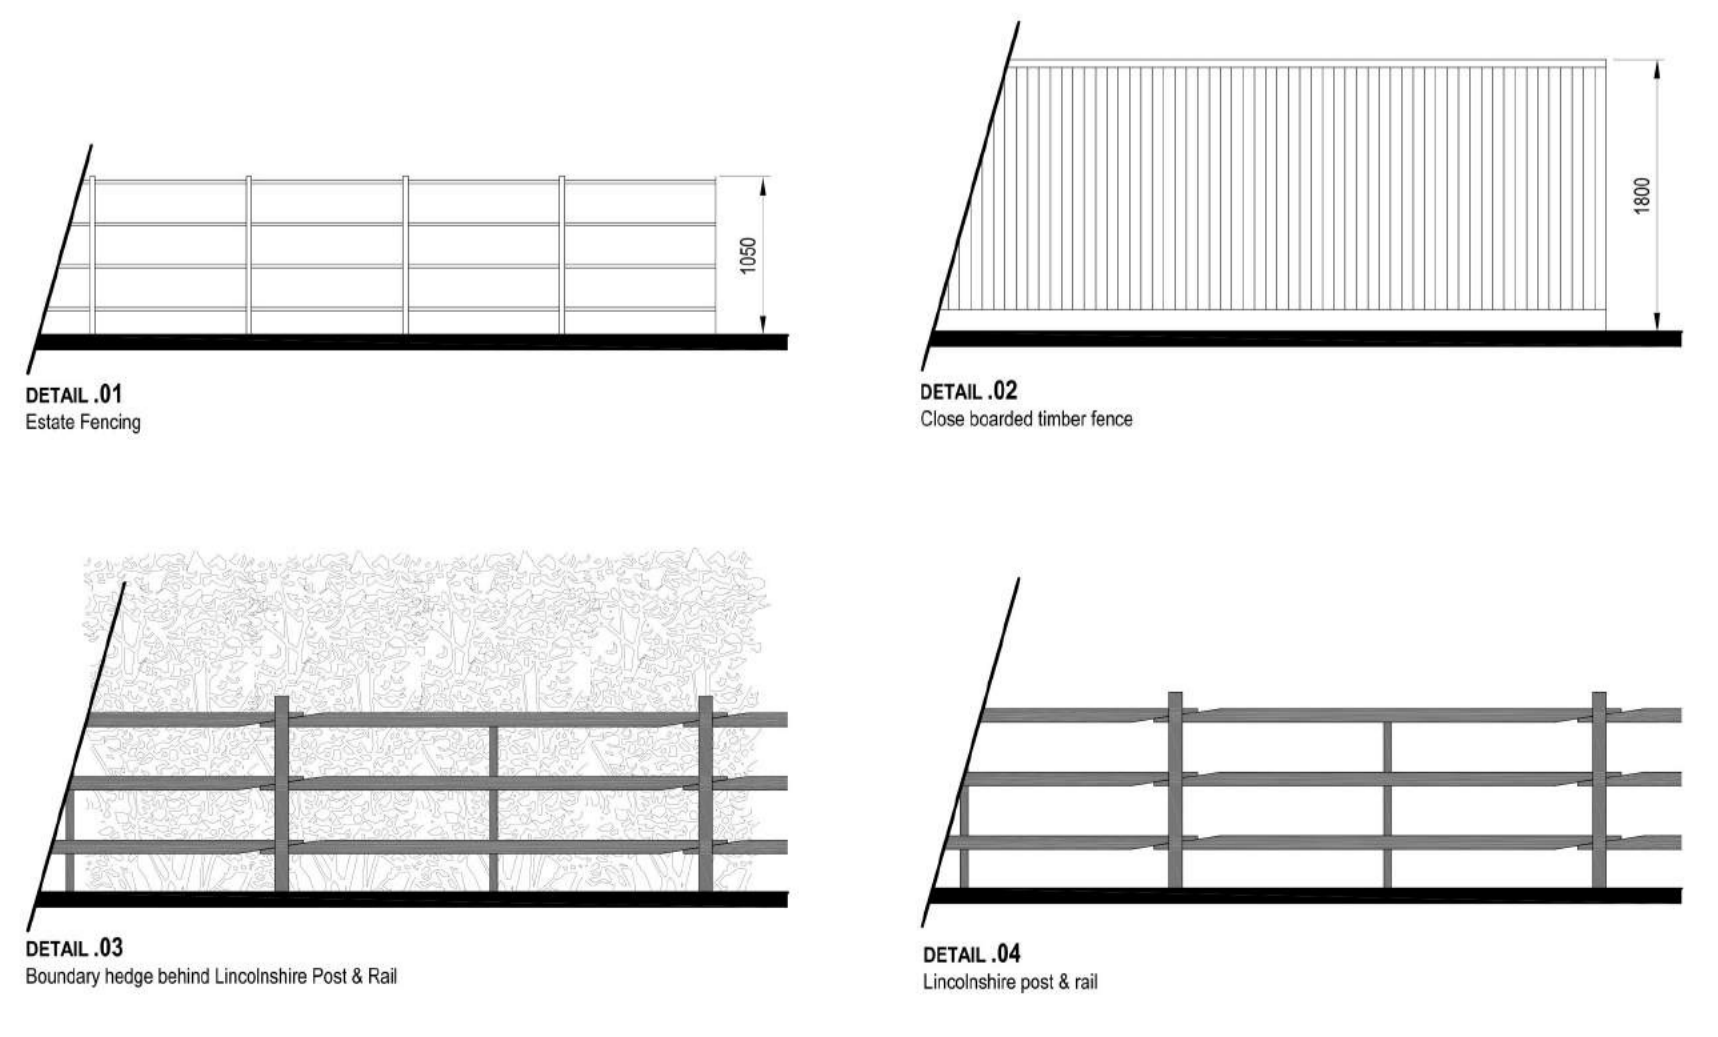 1050
DETAIL .01
Estate Fencing
1800
DETAIL .02
Close boarded timber fence
DETAIL .03
Boundary hedge behind Lincolnshire Post & Rail
DETAIL .04
Lincolnshire post & rail